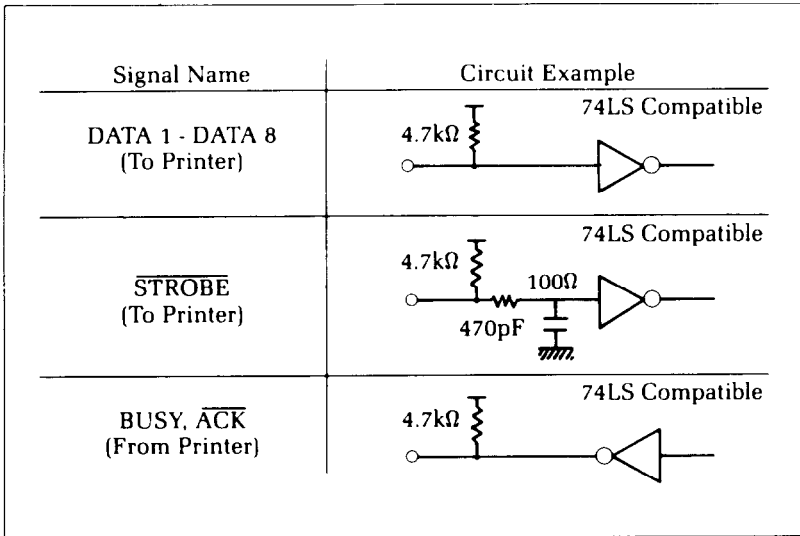 Signal Name
Circuit Example
DATA 1 - DATA 8
(To Printer)
74LS Compatible
4.7kΩ
STROBE
(To Printer)
74LS Compatible
4.7kΩ
100Ω
470pF
BUSY, ACK
(From Printer)
74LS Compatible
4.7kΩ